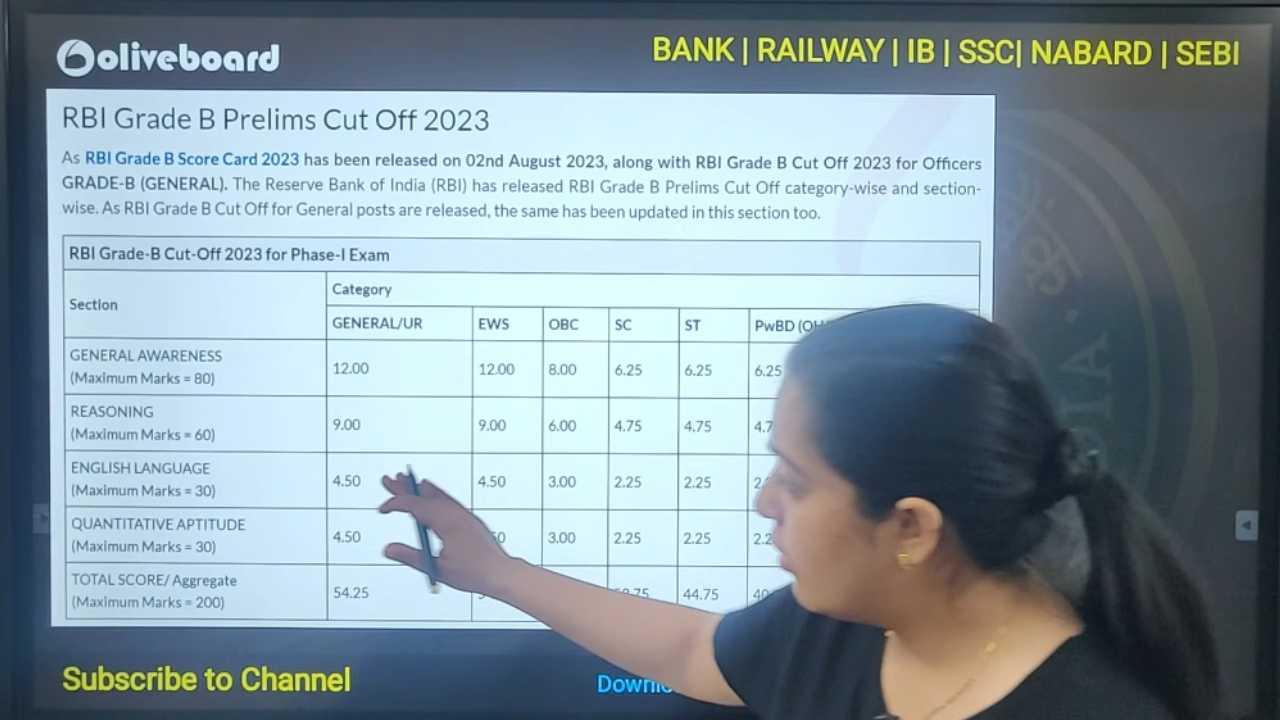 oliveboard
BANK | RAILWAY | IB | SSC| NABARD | SEBI
RBI Grade B Prelims Cut Off 2023
As RBI Grade B Score Card 2023 has been released on 02nd August 2023, along with RBI Grade B Cut Off 2023 for Officers
GRADE-B (GENERAL). The Reserve Bank of India (RBI) has released RBI Grade B Prelims Cut Off category-wise and section-
wise. As RBI Grade B Cut Off for General posts are released, the same has been updated in this section too.
RBI Grade-B Cut-Off 2023 for Phase-I Exam
Section
Category
GENERAL/UR EWS OBC SC ST PwBD
GENERAL AWARENESS
(Maximum Marks = 80)
12.00 12.00 8.00 6.25 6.25 6.25
REASONING
(Maximum Marks = 60)
9.00 9.00 6.00 4.75 4.75
ENGLISH LANGUAGE
(Maximum Marks = 30)
4.50 4.50 3.00 2.25 2.25
QUANTITATIVE APTITUDE
(Maximum Marks = 30)
4.50 3.00 2.25 2.25
TOTAL SCORE/ Aggregate
(Maximum Marks = 200)
54.25 44.75
Subscribe to Channel